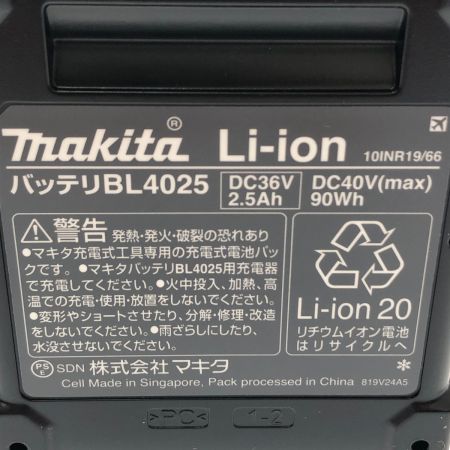 makita® Li-ion 10INR19/66
バッテリBL4025 DC36V 2.5Ah DC40V(max) 90Wh
警告 発熱・発火・破裂の恐れあり
●マキタ充電式工具専用の充電式電池パッ
クです。●マキタバッテリBL4025用充電器
で充電してください。●火中投入、加熱、高
温での充電・使用・放置をしないでください。
●変形やショートさせたり、分解・修理・改造
をしないでください。●雨ざらしにしたり、
水没させないでください。
Li-ion 20
リチウムイオン電池
はリサイクルへ
PS E SDN 株式会社 マキタ *
Cell Made in Singapore, Pack processed in China 819V24A5
>PC< 1-2